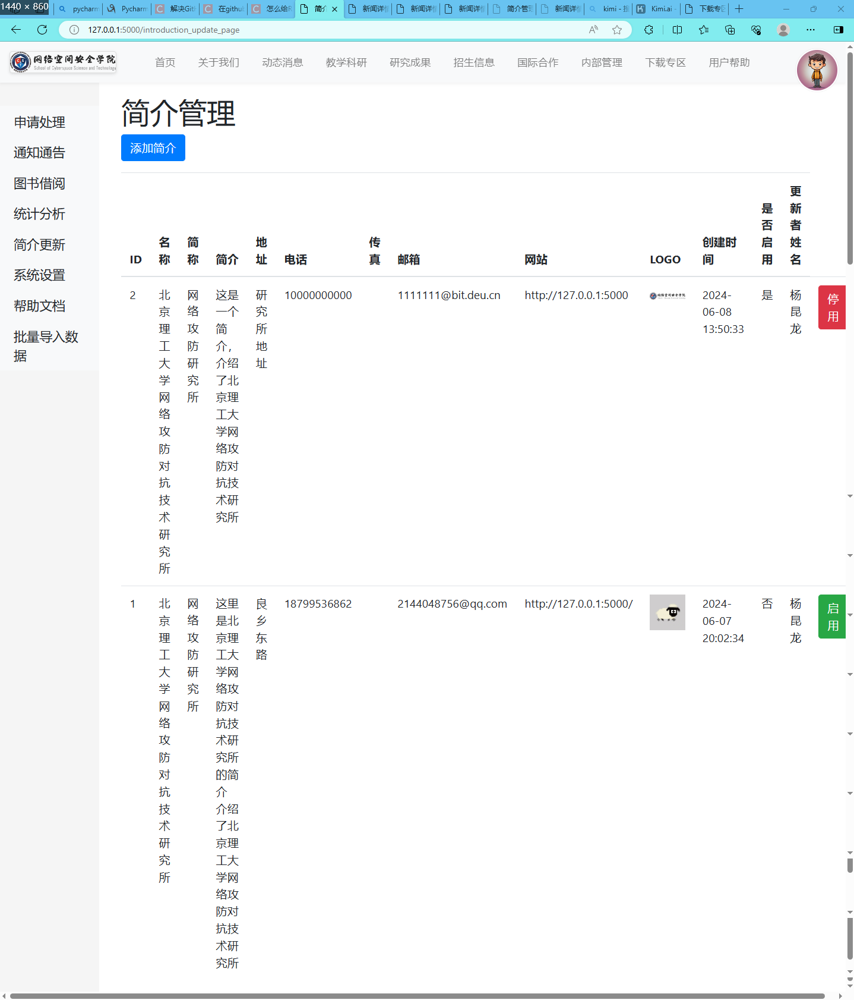 1440 × 860
pycharm
Pycharm
解决Git
在github
怎么给R
简介
新闻详情
新闻详情
新闻详情
简介管理
新闻详情
kimi - 搜
Kimi.ai -
下载专区
127.0.0.1:5000/introduction_update_page
网络空间安全学院
School of Cyberspace Science and Technology
首页
关于我们
动态消息
教学科研
研究成果
招生信息
国际合作
内部管理
下载专区
用户帮助
申请处理
通知通告
图书借阅
统计分析
简介更新
系统设置
帮助文档
批量导入数
据
简介管理
添加简介
ID
名
称
简
称
简介
地
址
电话
传
真
邮箱
网站
LOGO
创建时
间
是
否
启
用
更
新
者
姓
名
2
北
京
理
工
大
学
网
络
攻
防
对
抗
技
术
研
究
所
网
络
攻
防
研
究
所
这是
一个
简
介，
介绍
了北
京理
工大
学网
络攻
防对
抗技
术研
究所
研
究
所
地
址
10000000000
1111111@bit.deu.cn
http://127.0.0.1:5000
网络空间安全学院
2024-
06-08
13:50:33
是
杨
昆
龙
停
用
1
北
京
理
工
大
学
网
络
攻
防
对
抗
技
术
研
究
所
网
络
攻
防
研
究
所
这里
是北
京理
工大
学网
络攻
防对
抗技
术研
究所
的简
介
介绍
了北
京理
工大
学网
络攻
防对
抗技
术研
究所
良
乡
东
路
18799536862
2144048756@qq.com
http://127.0.0.1:5000/
2024-
06-07
20:02:34
否
杨
昆
龙
启
用